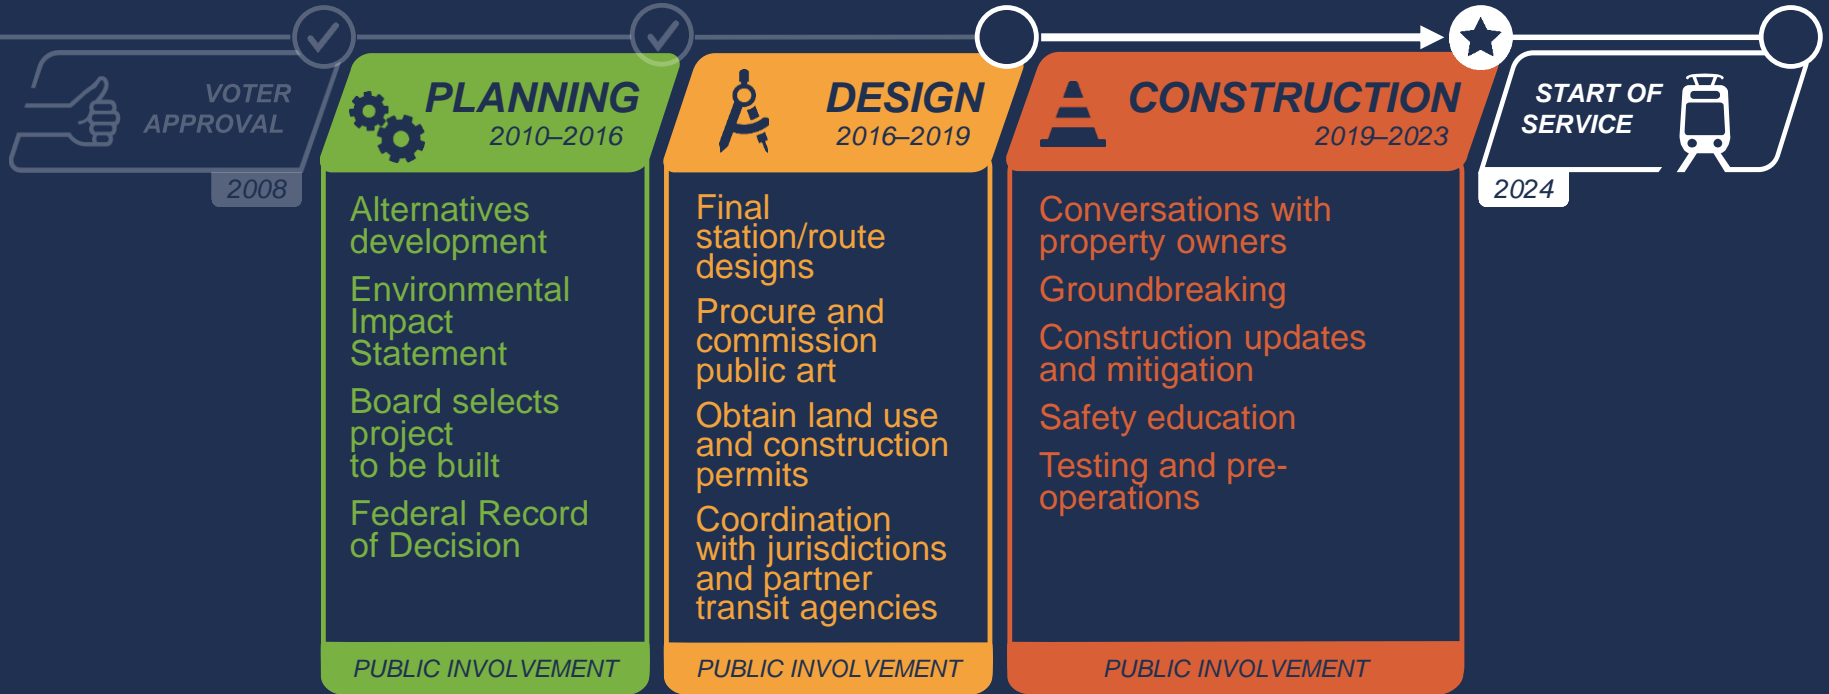 VOTER
APPROVAL
2008
PLANNING
2010–2016
Alternatives
development
Environmental
Impact
Statement
Board selects
project
to be built
Federal Record
of Decision
PUBLIC INVOLVEMENT
DESIGN
2016–2019
Final
station/route
designs
Procure and
commission
public art
Obtain land use
and construction
permits
Coordination
with jurisdictions
and partner
transit agencies
PUBLIC INVOLVEMENT
CONSTRUCTION
2019–2023
Conversations with
property owners
Groundbreaking
Construction updates
and mitigation
Safety education
Testing and pre-
operations
PUBLIC INVOLVEMENT
START OF
SERVICE
2024